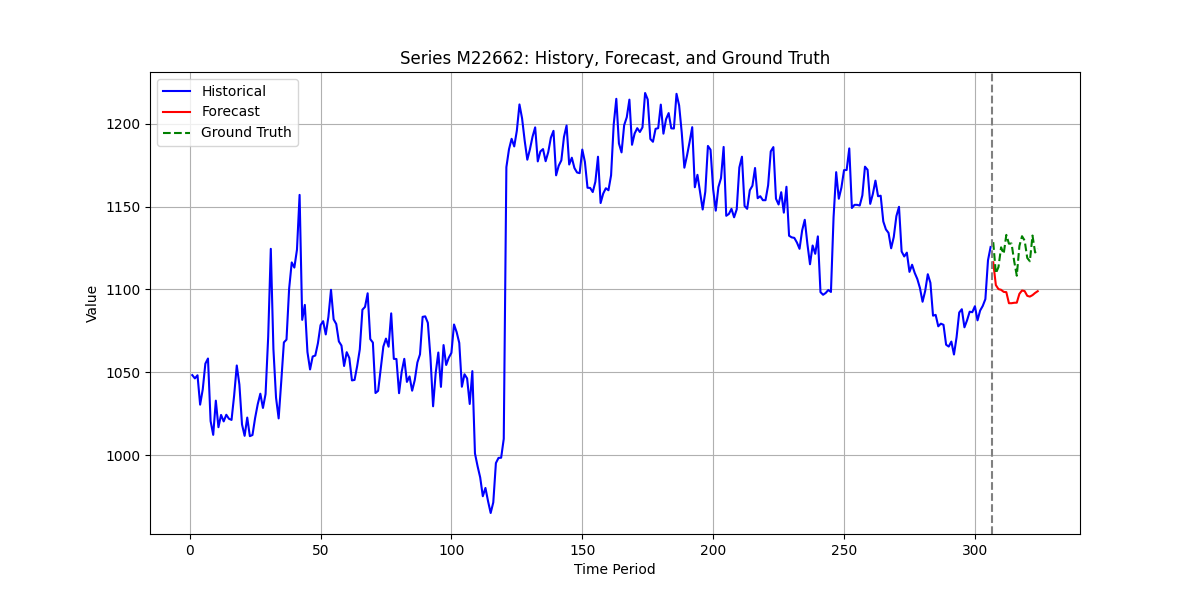 Series M22662: History, Forecast, and Ground Truth
Historical
Forecast
Ground Truth
Value
1200
1150
1100
1050
1000
0 50 100 150 200 250 300
Time Period